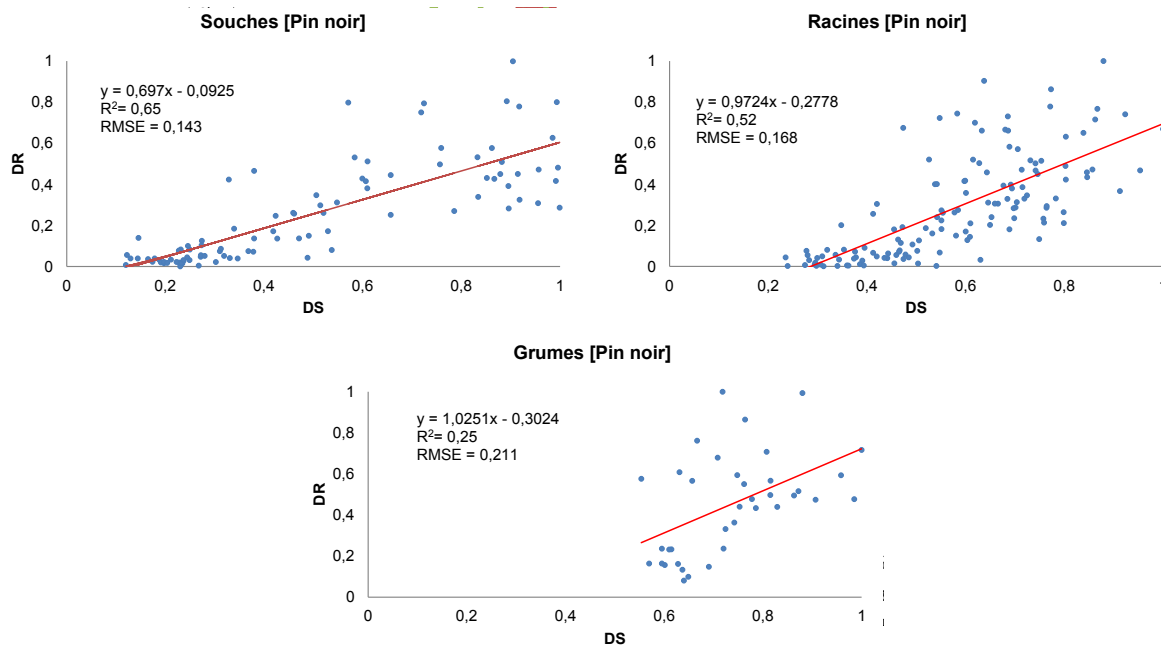 Souches [Pin noir]
1
0,8
0,6
0,4
0,2
0
DR
y = 0,697x - 0,0925
R²= 0,65
RMSE = 0,143
0
0,2
0,4
0,6
0,8
1
DS
Racines [Pin noir]
1
0,8
0,6
0,4
0,2
0
DR
y = 0,9724x - 0,2778
R²= 0,52
RMSE = 0,168
0
0,2
0,4
0,6
0,8
DS
Grumes [Pin noir]
1
0,8
0,6
0,4
0,2
0
DR
y = 1,0251x - 0,3024
R²= 0,25
RMSE = 0,211
0
0,2
0,4
0,6
0,8
1
DS